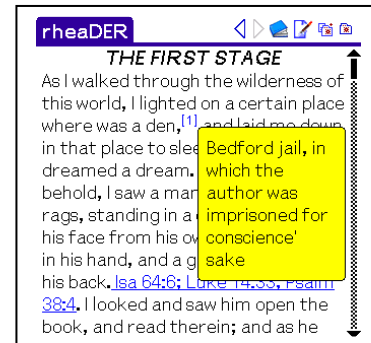 rheaDER
THE FIRST STAGE
As I walked through the wilderness of
this world, I lighted on a certain place
where was a den,[1] and laid me down
in that place to slee
dreamed a dream.
behold, I saw a man
rags, standing in a
his face from his ow
in his hand, and a g
his back. Isa 64:6; Luke 14:33; Psalm
38:4. I looked and saw him open the
book, and read therein; and as he
Bedford jail, in
which the
author was
imprisoned for
conscience'
sake